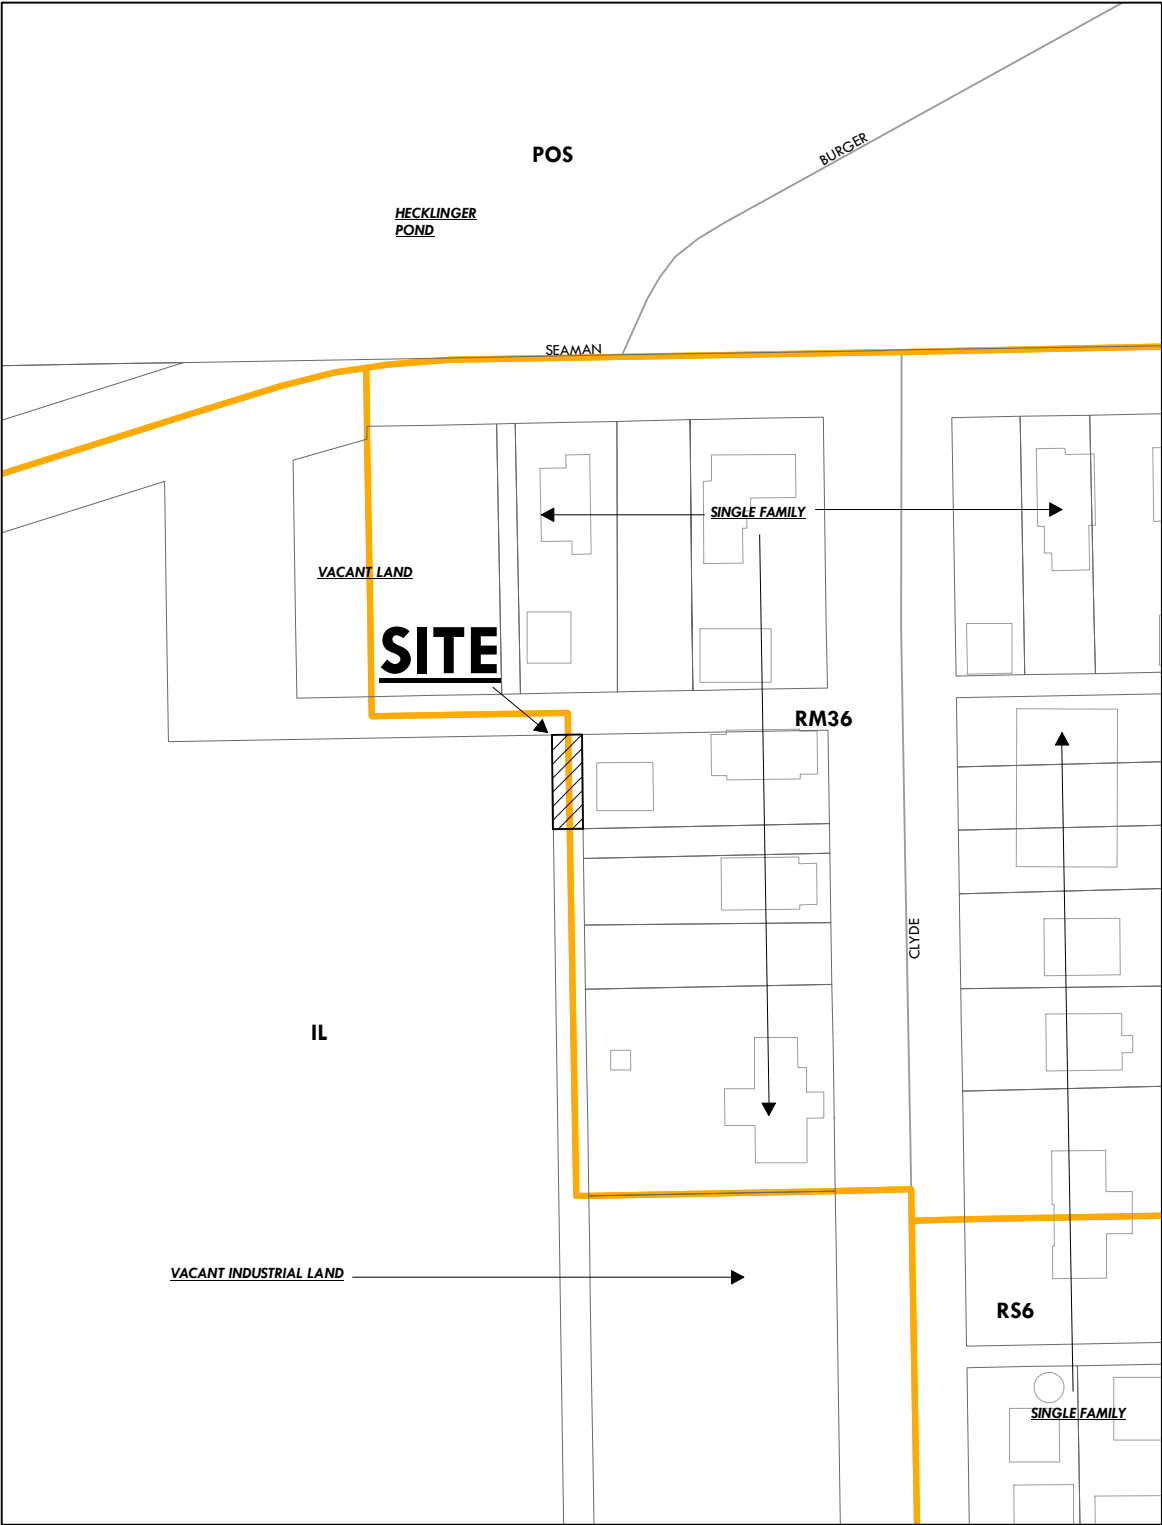 BURGER
POS
HECKLINGER
POND
SEAMAN
SINGLE FAMILY
VACANT LAND
SITE
RM36
CLYDE
IL
VACANT INDUSTRIAL LAND
RS6
SINGLE FAMILY